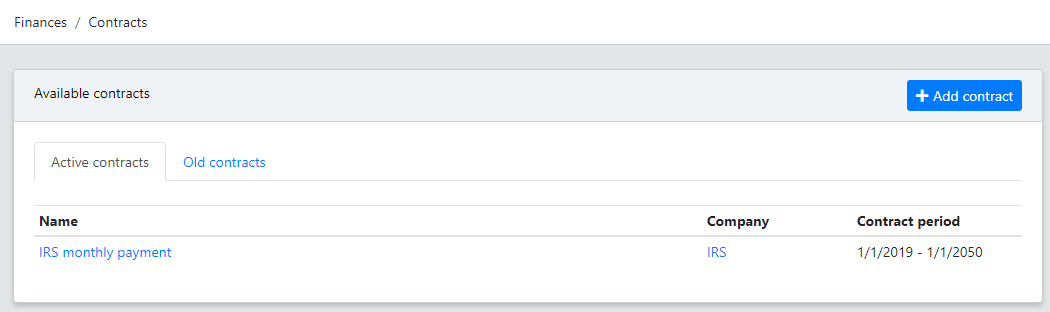 Finances / Contracts
Available contracts
Add contract
Active contracts Old contracts
Name Company Contract period
IRS monthly payment IRS 1/1/2019 - 1/1/2050